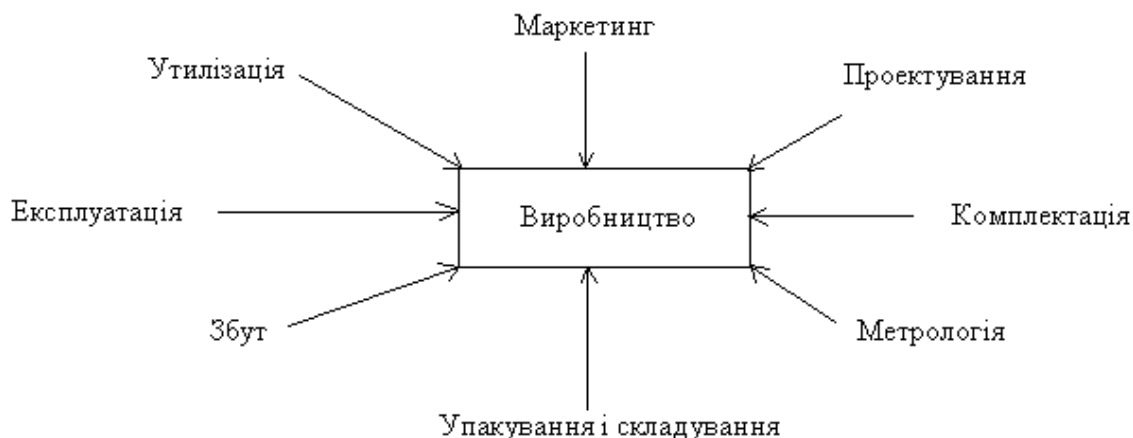 Маркетинг
Утилізація
Проектування
Експлуатація
Виробництво
Комплектація
Збут
Метрологія
Упакування і складування